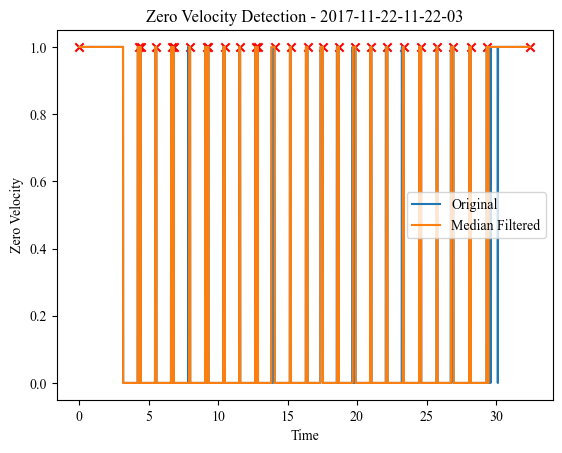 Zero Velocity Detection - 2017-11-22-11-22-03
1.0
0.8
0.6
0.4
0.2
0.0
Zero Velocity
Original
Median Filtered
0 5 10 15 20 25 30
Time